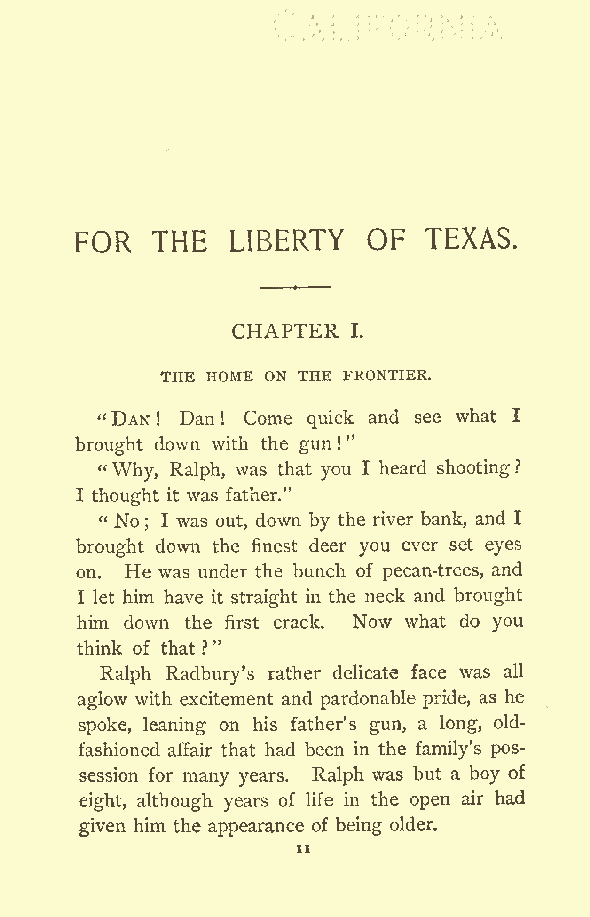 CALIFORNIA
FOR THE LIBERTY OF TEXAS.
CHAPTER I.
THE HOME ON THE FRONTIER.
"DAN! Dan! Come quick and see what I
brought down with the gun!"
"Why, Ralph, was that you I heard shooting?
I thought it was father."
"No; I was out, down by the river bank, and I
brought down the finest deer you ever set eyes
on. He was under the bunch of pecan-trees, and
I let him have it straight in the neck and brought
him down the first crack. Now what do you
think of that?"
Ralph Radbury's rather delicate face was all
aglow with excitement and pardonable pride, as he
spoke, leaning on his father's gun, a long, old-
fashioned affair that had been in the family's pos-
session for many years. Ralph was but a boy of
eight, although years of life in the open air had
given him the appearance of being older.
11